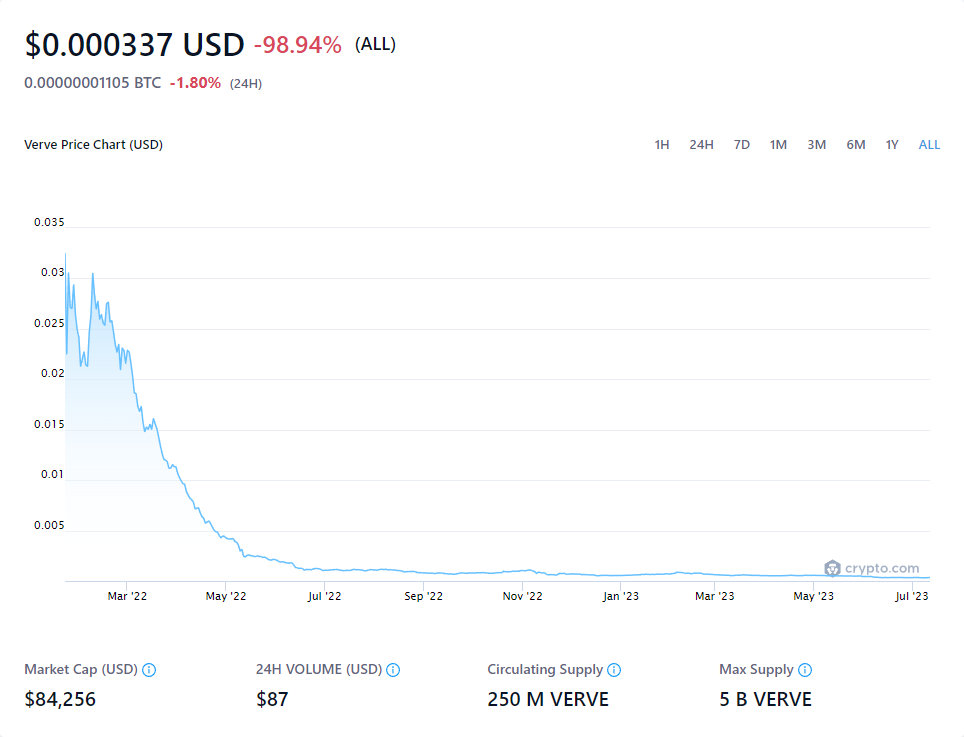 $0.000337 USD -98.94% (ALL)
0.00000001105 BTC -1.80% (24H)
Verve Price Chart (USD) 1H 24H 7D 1M 3M 6M 1Y ALL
0.035
0.03
0.025
0.02
0.015
0.01
0.005
crypto.com
Mar '22 May '22 Jul '22 Sep '22 Nov '22 Jan '23 Mar '23 May '23 Jul '23
Market Cap (USD) 24H VOLUME (USD) Circulating Supply Max Supply
$84,256 $87 250 M VERVE 5 B VERVE